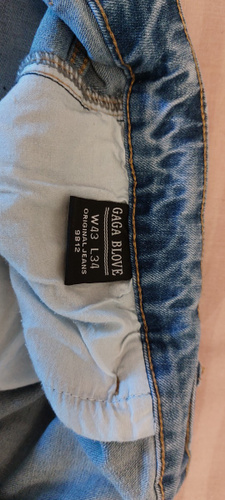 GAGA BLOVE
W43 L34
ORIGINAL JEANS
9812